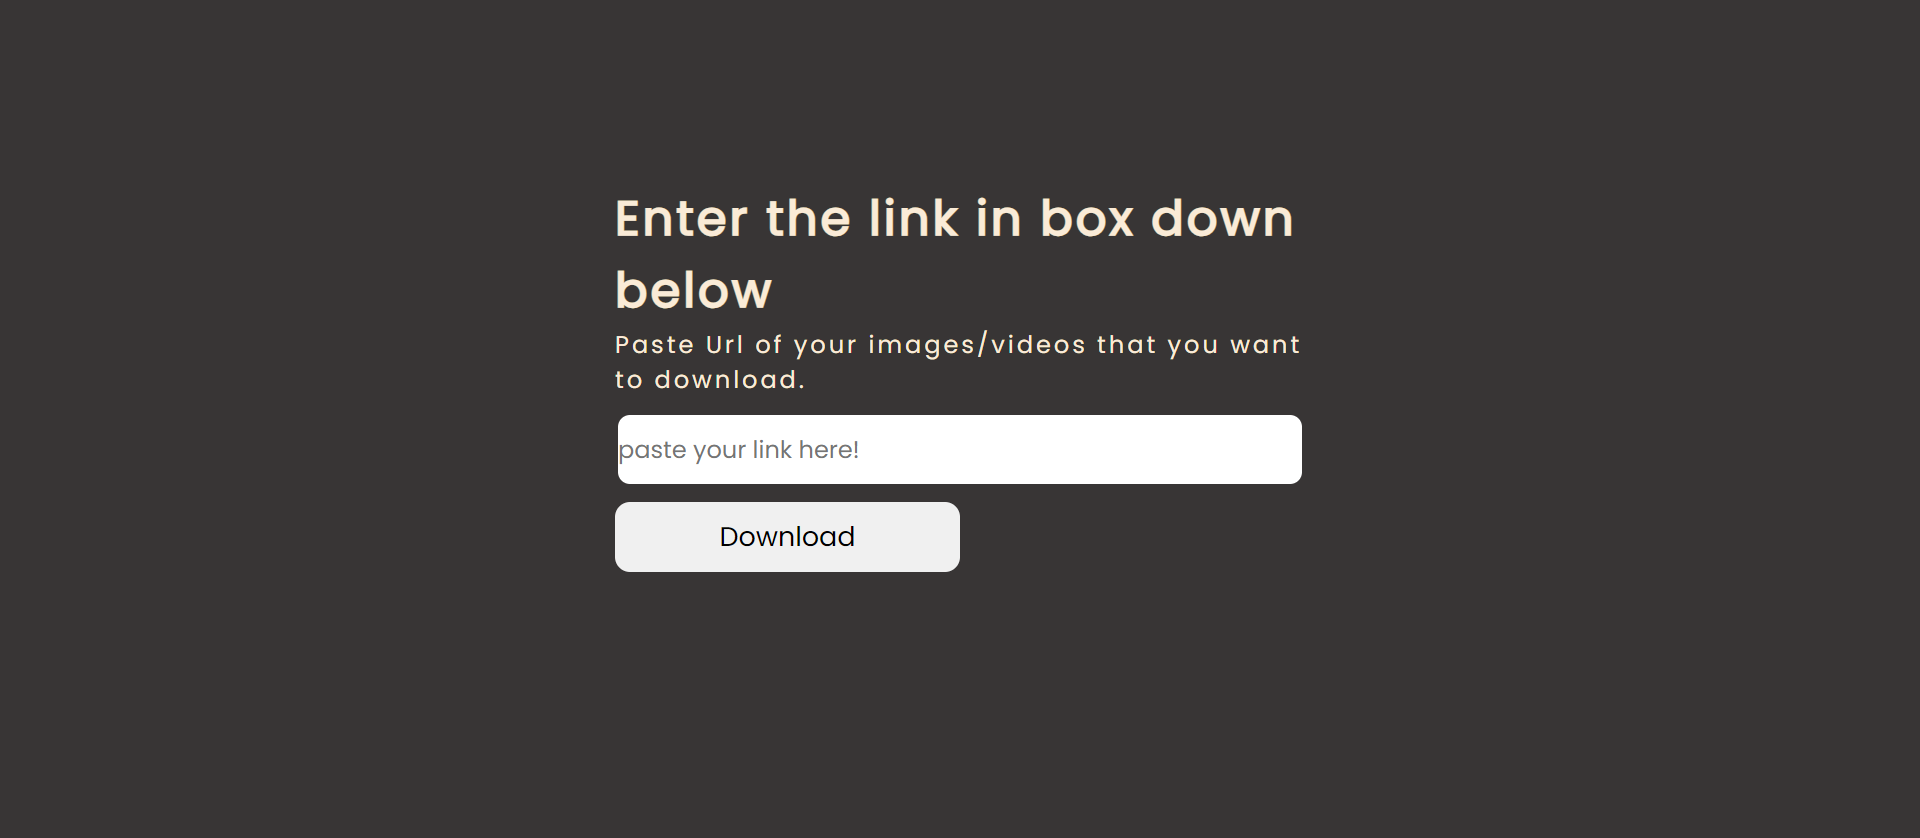 Enter the link in box down
below
Paste Url of your images/videos that you want
to download.
paste your link here!
Download